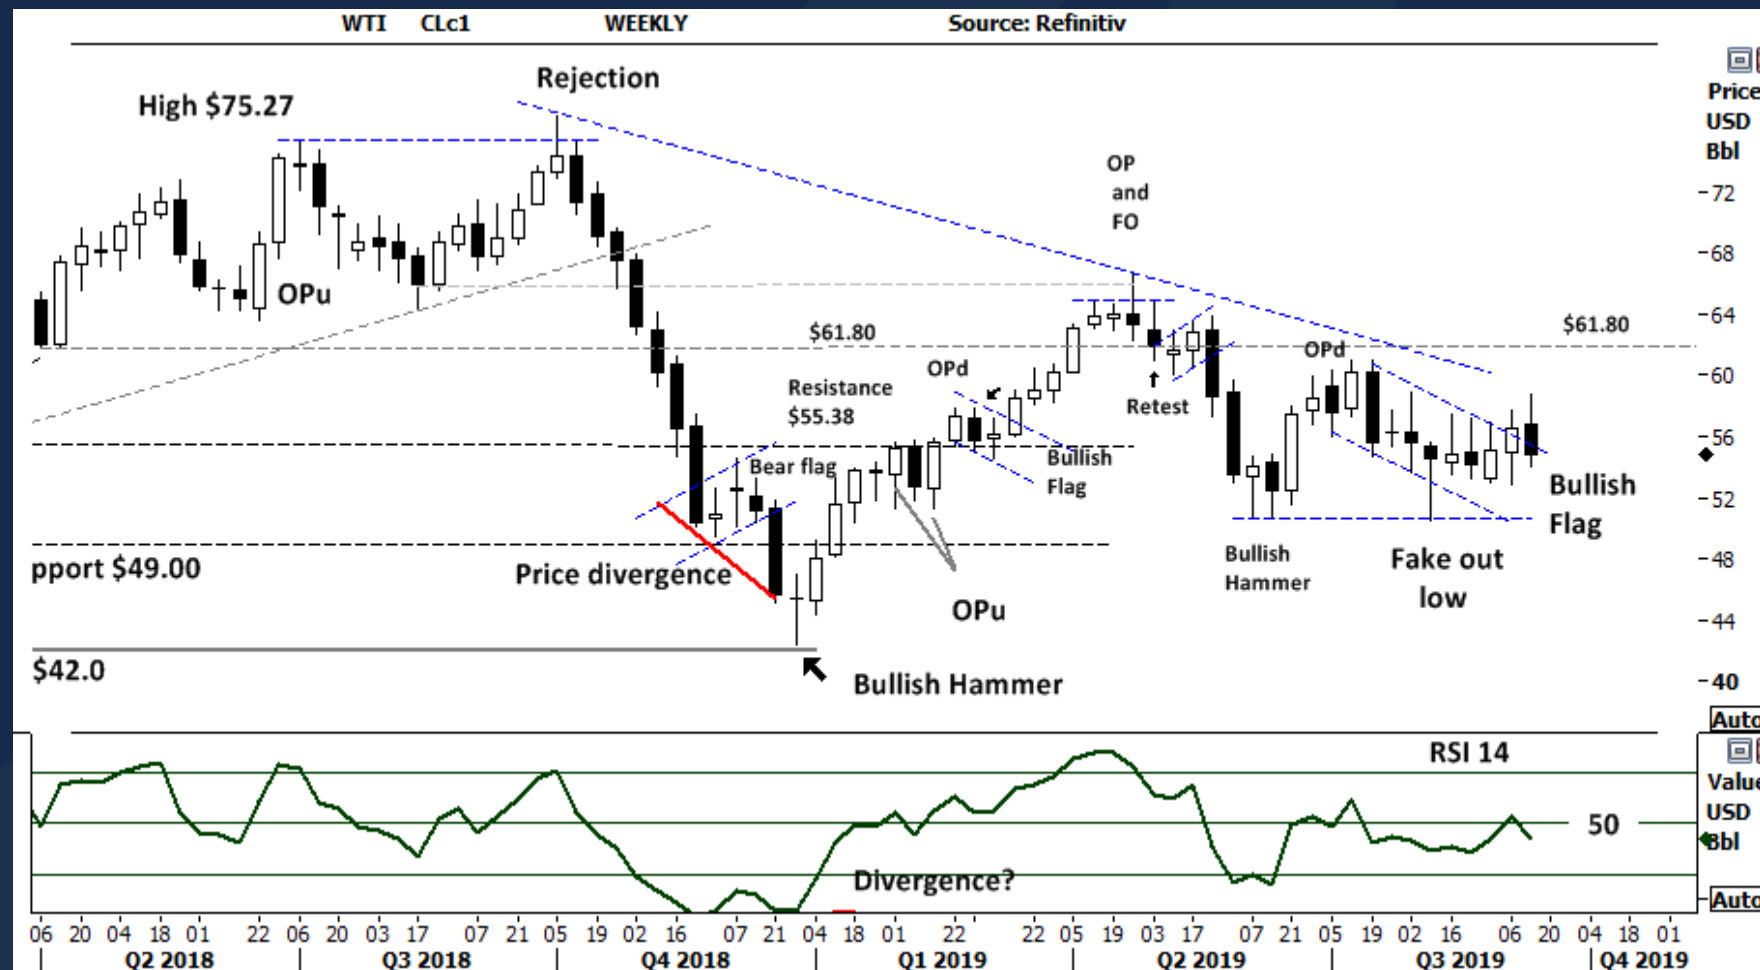 WTI CLc1 WEEKLY Source: Refinitiv
Rejection
High $75.27
Price
USD
Bbl
OP
and
FO
72
68
OPu
64
$61.80
$61.80
OPd
OPd
60
Resistance
$55.38
Retest
56
Bear flag
Bullish
Flag
Bullish
Flag
52
Bullish
Hammer
Fake out
low
48
pport $49.00
Price divergence
OPu
44
$42.0
Bullish Hammer
40
Auto
RSI 14
Value
USD
Bbl
50
Divergence?
Auto
06 20 04 18 01 22 06 20 03 17 07 21 05 19 02 16 07 21 04 18 01 22 22 05 19 03 17 07 21 05 19 02 16 06 20 04 18 01
Q2 2018 Q3 2018 Q4 2018 Q1 2019 Q2 2019 Q3 2019 Q4 2019